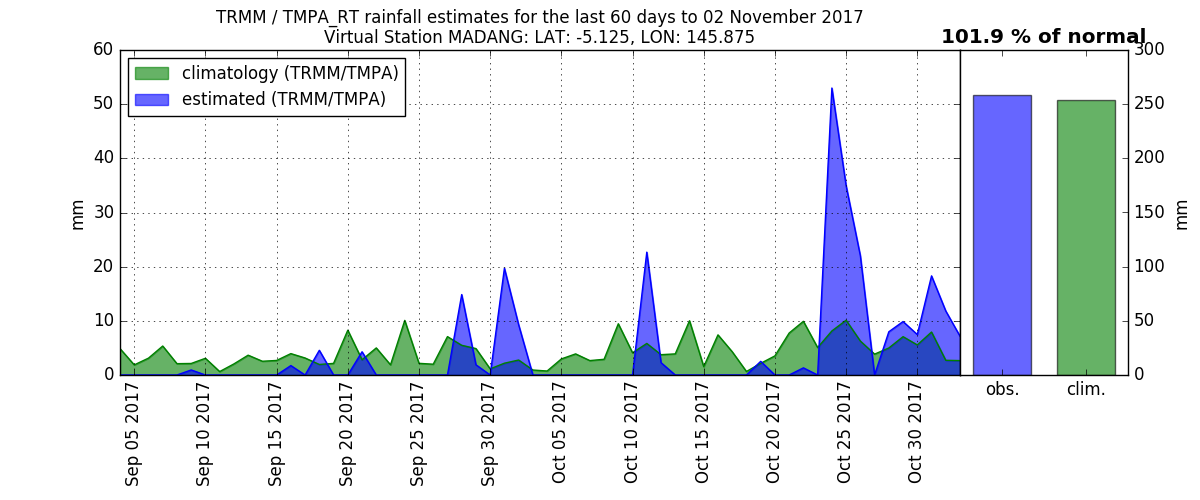 TRMM / TMPA_RT rainfall estimates for the last 60 days to 02 November 2017
Virtual Station MADANG: LAT: -5.125, LON: 145.875
101.9 % of normal
climatology (TRMM/TMPA)
estimated (TRMM/TMPA)
mm
60
50
40
30
20
10
0
Sep 05 2017
Sep 10 2017
Sep 15 2017
Sep 20 2017
Sep 25 2017
Sep 30 2017
Oct 05 2017
Oct 10 2017
Oct 15 2017
Oct 20 2017
Oct 25 2017
Oct 30 2017
obs.
clim.
300
250
200
150
100
50
0
mm